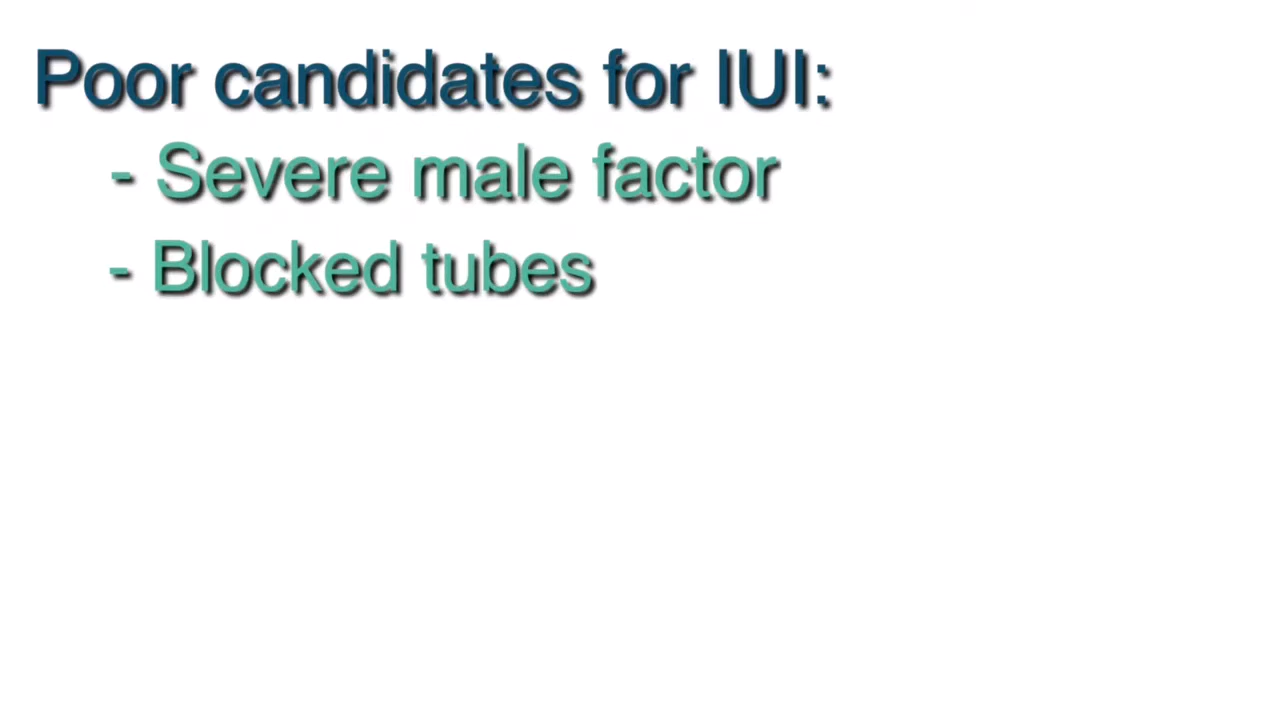 Poor candidates for IUI:
- Severe male factor
- Blocked tubes